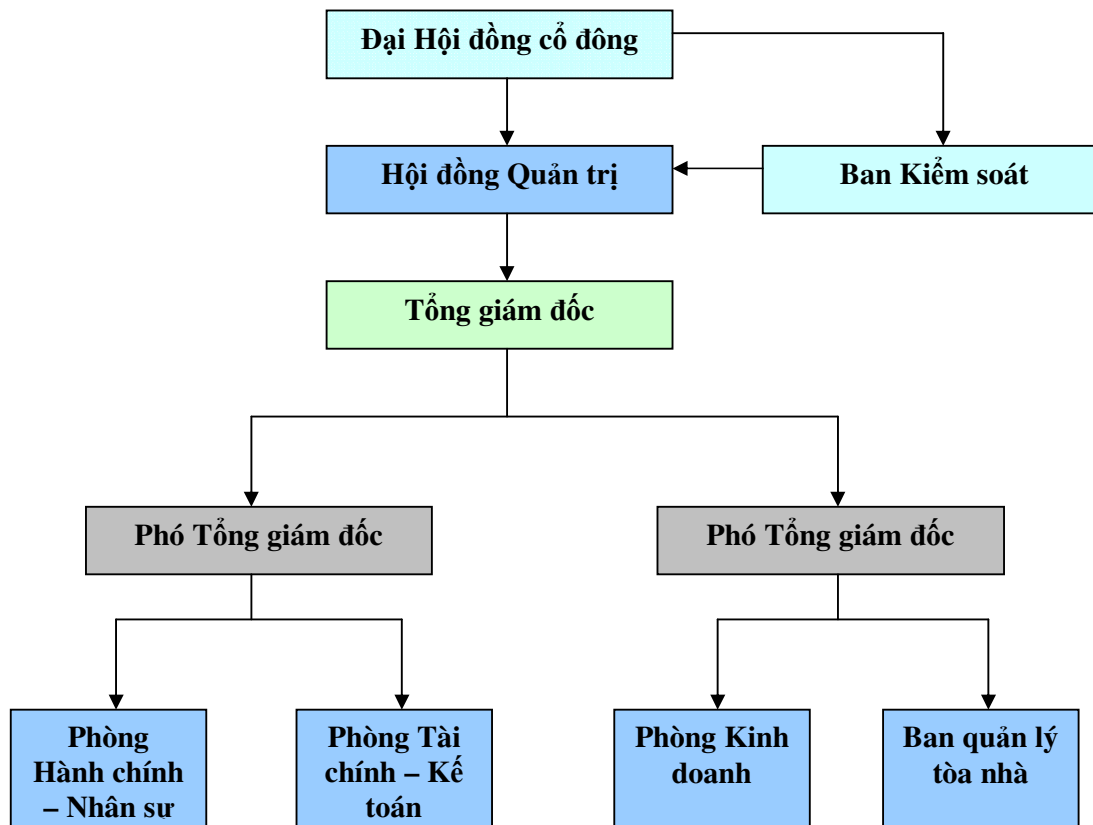 Đại Hội đồng cổ đông
Hội đồng Quản trị
Ban Kiểm soát
Tổng giám đốc
Phó Tổng giám đốc
Phó Tổng giám đốc
Phòng
Hành chính
– Nhân sự
Phòng Tài
chính – Kế
toán
Phòng Kinh
doanh
Ban quản lý
tòa nhà